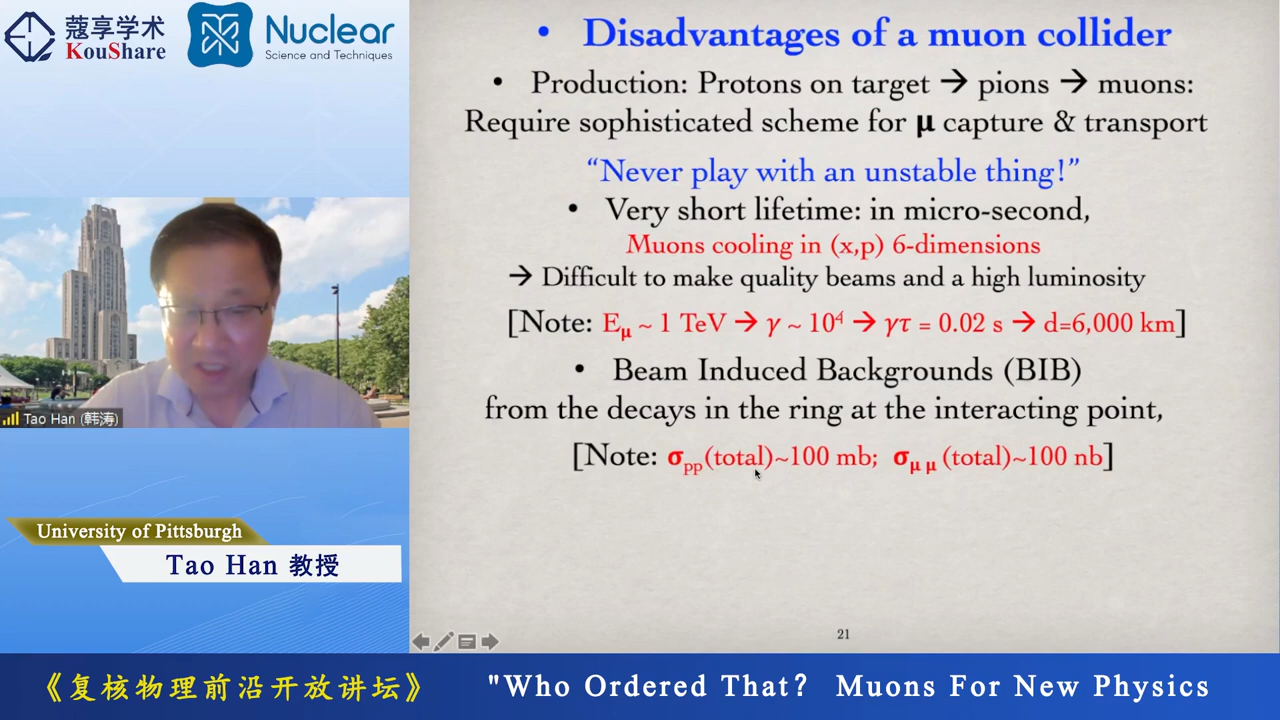 蔻享学术
KouShare
Nuclear
Science and Techniques
Tao Han (韩涛)
University of Pittsburgh
Tao Han 教授
• Disadvantages of a muon collider
• Production: Protons on target → pions → muons:
Require sophisticated scheme for μ capture & transport
“Never play with an unstable thing!”
• Very short lifetime: in micro-second,
Muons cooling in (x,p) 6-dimensions
→ Difficult to make quality beams and a high luminosity
[Note: Eμ ~ 1 TeV → γ ~ 10⁴ → γτ = 0.02 s → d=6,000 km]
• Beam Induced Backgrounds (BIB)
from the decays in the ring at the interacting point,
[Note: σpp(total)~100 mb; σμμ (total)~100 nb]
21
《复核物理前沿开放讲坛》 "Who Ordered That? Muons For New Physics